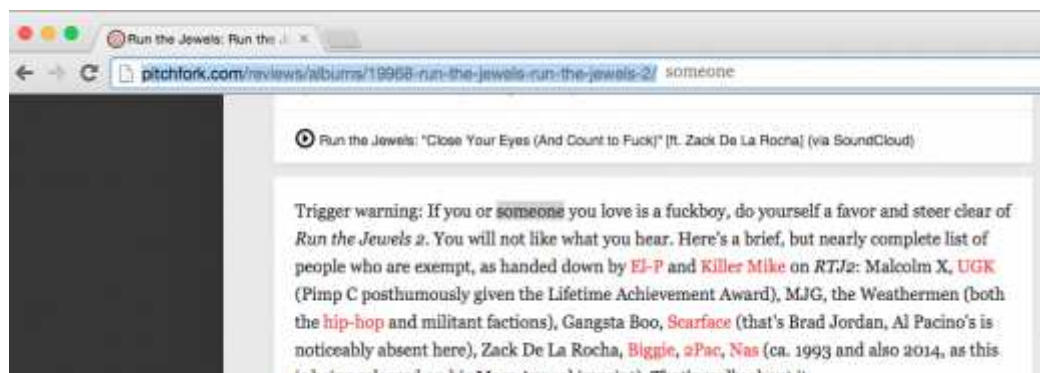 Run the Jewels: Run the J
pitchfork.com/reviews/albums/19968-run-the-jewels-run-the-jewels-2/ someone
Run the Jewels: "Close Your Eyes (And Count to Fuck)" [ft. Zack De La Rocha] (via SoundCloud)
Trigger warning: If you or someone you love is a fuckboy, do yourself a favor and steer clear of
Run the Jewels 2. You will not like what you hear. Here's a brief, but nearly complete list of
people who are exempt, as handed down by El-P and Killer Mike on RTJ2: Malcolm X, UGK
(Pimp C posthumously given the Lifetime Achievement Award), MJG, the Weathermen (both
the hip-hop and militant factions), Gangsta Boo, Scarface (that's Brad Jordan, Al Pacino's is
noticeably absent here), Zack De La Rocha, Biggie, 2Pac, Nas (ca. 1993 and also 2014, as this